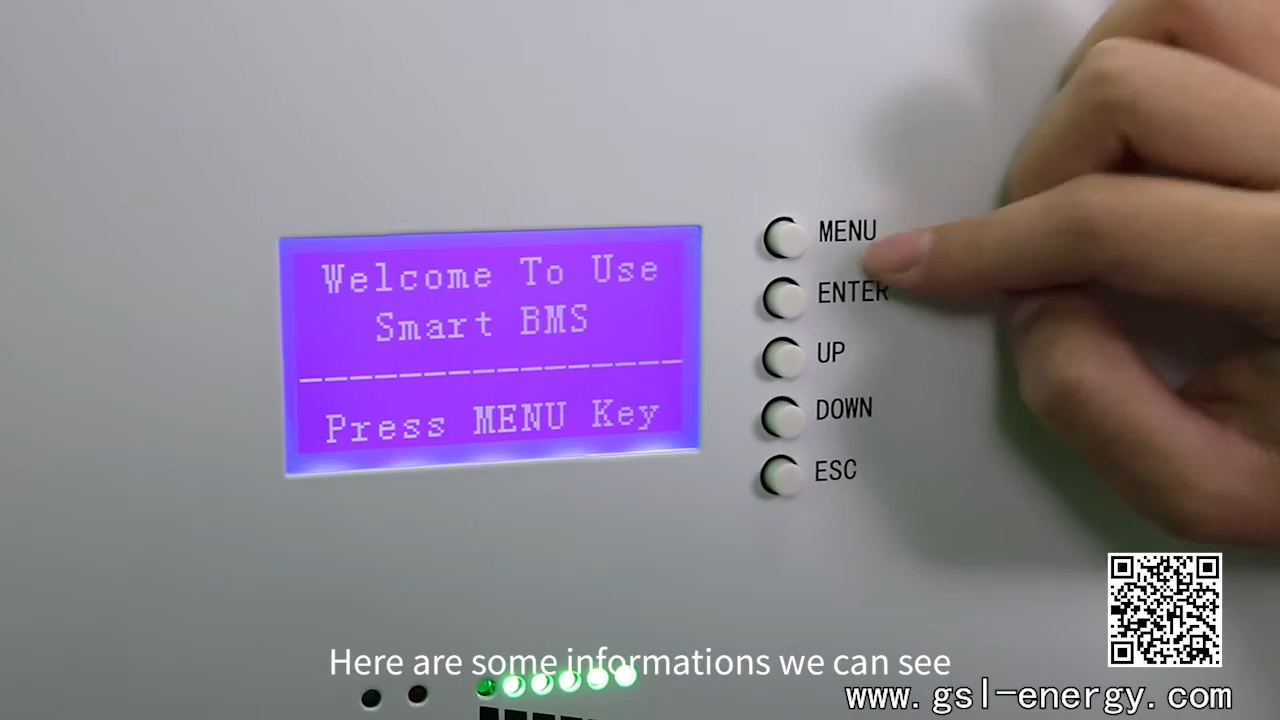 Welcome To Use
Smart BMS
----------------
Press MENU Key
MENU
ENTER
UP
DOWN
ESC
Here are some informations we can see
www.gsl-energy.com